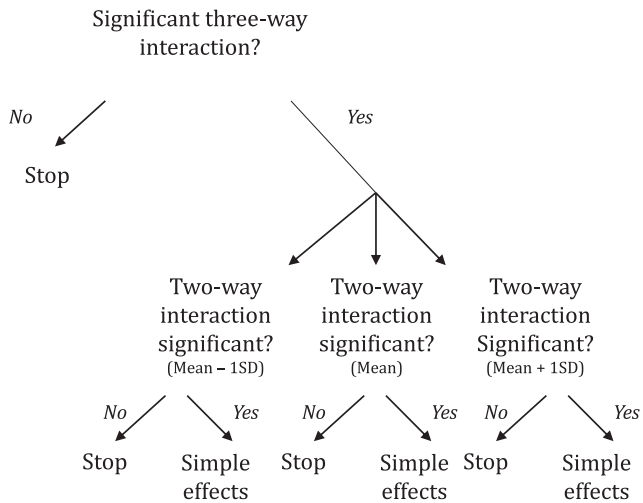 Significant three-way
interaction?
No
Yes
Stop
Two-way
interaction
significant?
(Mean – 1SD)
Two-way
interaction
significant?
(Mean)
Two-way
interaction
Significant?
(Mean + 1SD)
No
Yes
No
Yes
No
Yes
Stop
Simple
effects
Stop
Simple
effects
Stop
Simple
effects